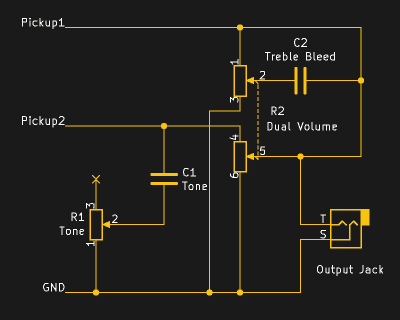 Pickup1
C2
Treble Bleed
1
2
3
R2
Dual Volume
Pickup2
4
5
6
C1
Tone
3
R1
Tone
2
1
T
S
Output Jack
GND